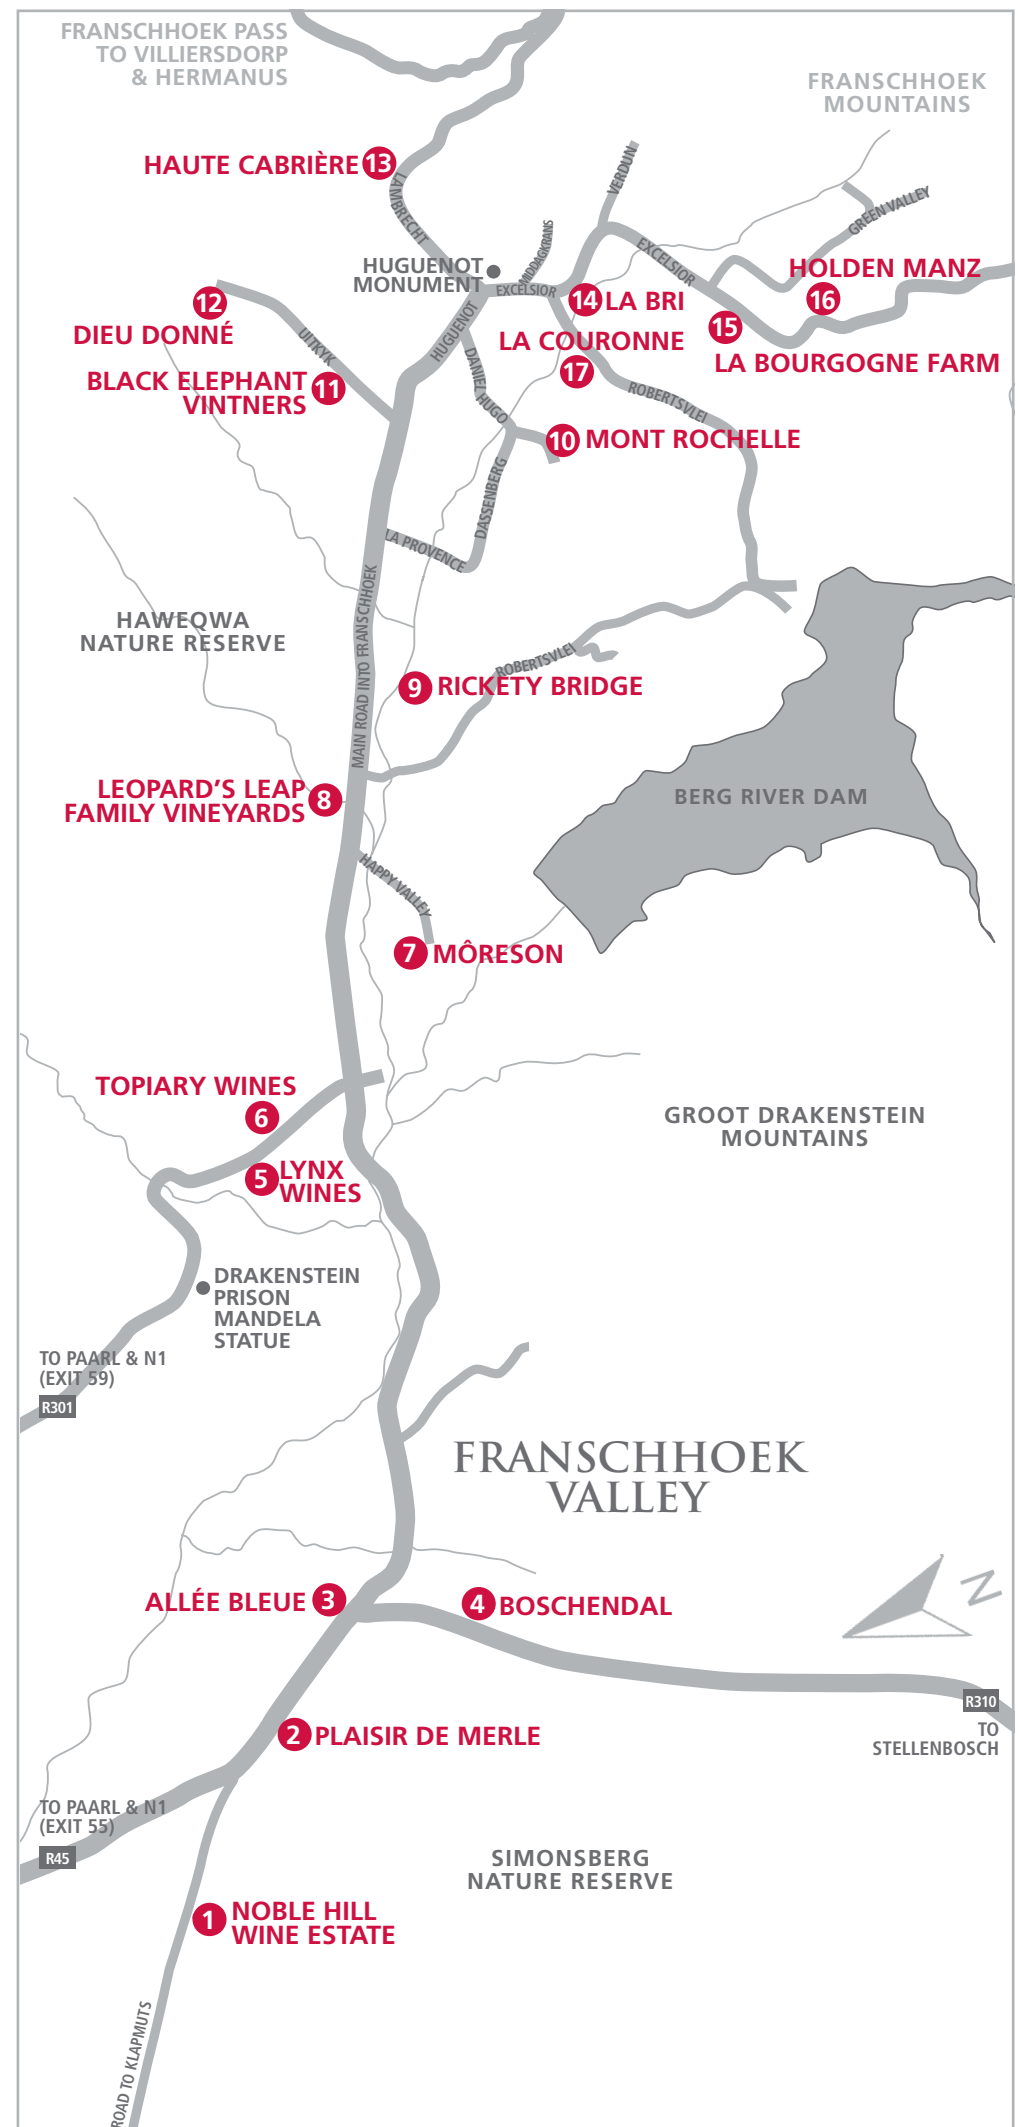 FRANSCHHOEK PASS
TO VILLIERSDORP
& HERMANUS
FRANSCHHOEK
MOUNTAINS
HAUTE CABRIÈRE 13
LAMBRECHT
VERDUN
GREEN VALLEY
MIDDAGKRANS
EXCELSIOR
HUGUENOT
MONUMENT
EXCELSIOR
HOLDEN MANZ
16
12
DIEU DONNÉ
14 LA BRI
15
LA BOURGOGNE FARM
LA COURONNE
17
UITKYK
HUGUENOT
BLACK ELEPHANT
VINTNERS
11
DANIEL HUGO
ROBERTSVLEI
10 MONT ROCHELLE
DASSENBERG
LA PROVENCE
MAIN ROAD INTO FRANSCHHOEK
HAWEQWA
NATURE RESERVE
ROBERTSVLEI
9 RICKETY BRIDGE
LEOPARD'S LEAP
FAMILY VINEYARDS
8
BERG RIVER DAM
HAPPY VALLEY
7 MÔRESON
TOPIARY WINES
6
GROOT DRAKENSTEIN
MOUNTAINS
5 LYNX
WINES
DRAKENSTEIN
PRISON
MANDELA
STATUE
TO PAARL & N1
(EXIT 59)
R301
FRANSCHHOEK
VALLEY
N
ALLÉE BLEUE 3
4 BOSCHENDAL
R310
TO
STELLENBOSCH
2 PLAISIR DE MERLE
TO PAARL & N1
(EXIT 55)
R45
SIMONSBERG
NATURE RESERVE
1 NOBLE HILL
WINE ESTATE
ROAD TO KLAPMUTS